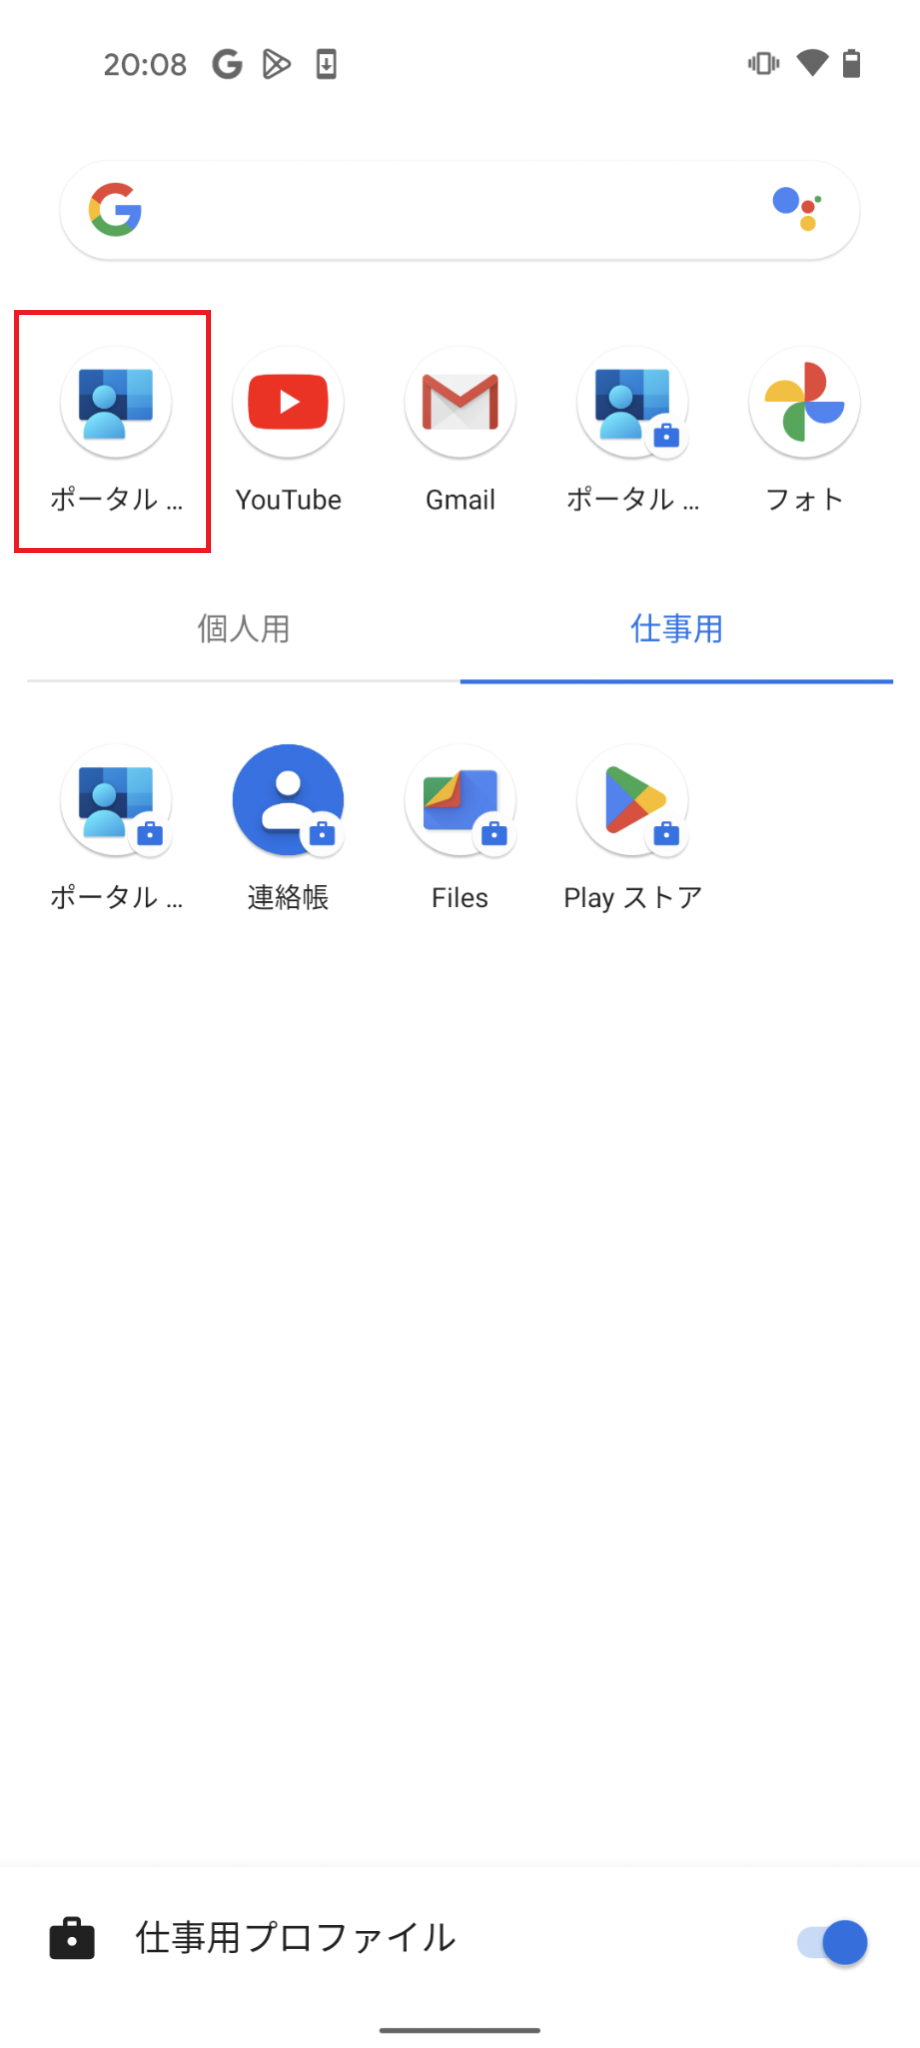 20:08
ポータル ...
YouTube
Gmail
ポータル ...
フォト
個人用
仕事用
ポータル ...
連絡帳
Files
Play ストア
仕事用プロファイル